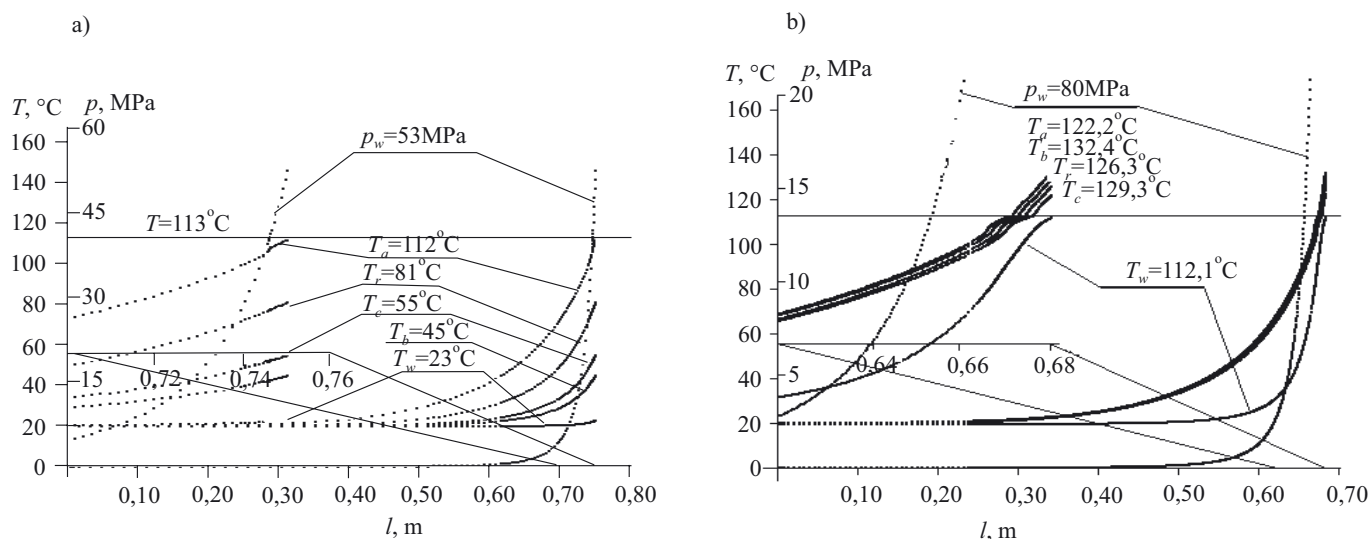 a)
T, °C p, MPa
60
160
140
120
100
80
60
40
20
0
45
30
15
p_w=53MPa
T=113°C
T_a=112°C
T_r=81°C
T_c=55°C
T_b=45°C
T_w=23°C
0,72 0,74 0,76
0,10 0,20 0,30 0,40 0,50 0,60 0,70 0,80
l, m
b)
T, °C p, MPa
20
160
140
120
100
80
60
40
20
0
15
10
5
p_w=80MPa
T_a=122,2°C
T_b=132,4°C
T_r=126,3°C
T_c=129,3°C
T_w=112,1°C
0,64 0,66 0,68
0,10 0,20 0,30 0,40 0,50 0,60 0,70
l, m